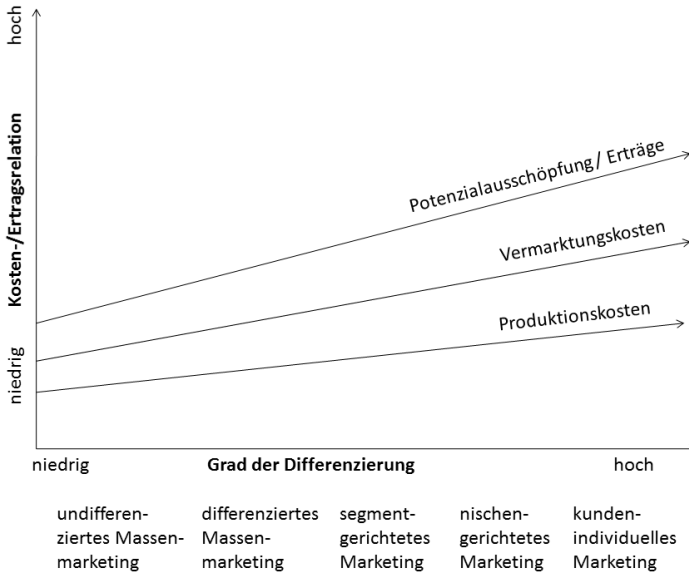 hoch
Kosten-/Ertragsrelation
niedrig
Potenzialausschöpfung / Erträge
Vermarktungskosten
Produktionskosten
niedrig
Grad der Differenzierung
hoch
undifferen-
ziertes Massen-
marketing
differenziertes
Massen-
marketing
segment-
gerichtetes
Marketing
nischen-
gerichtetes
Marketing
kunden-
individuelles
Marketing